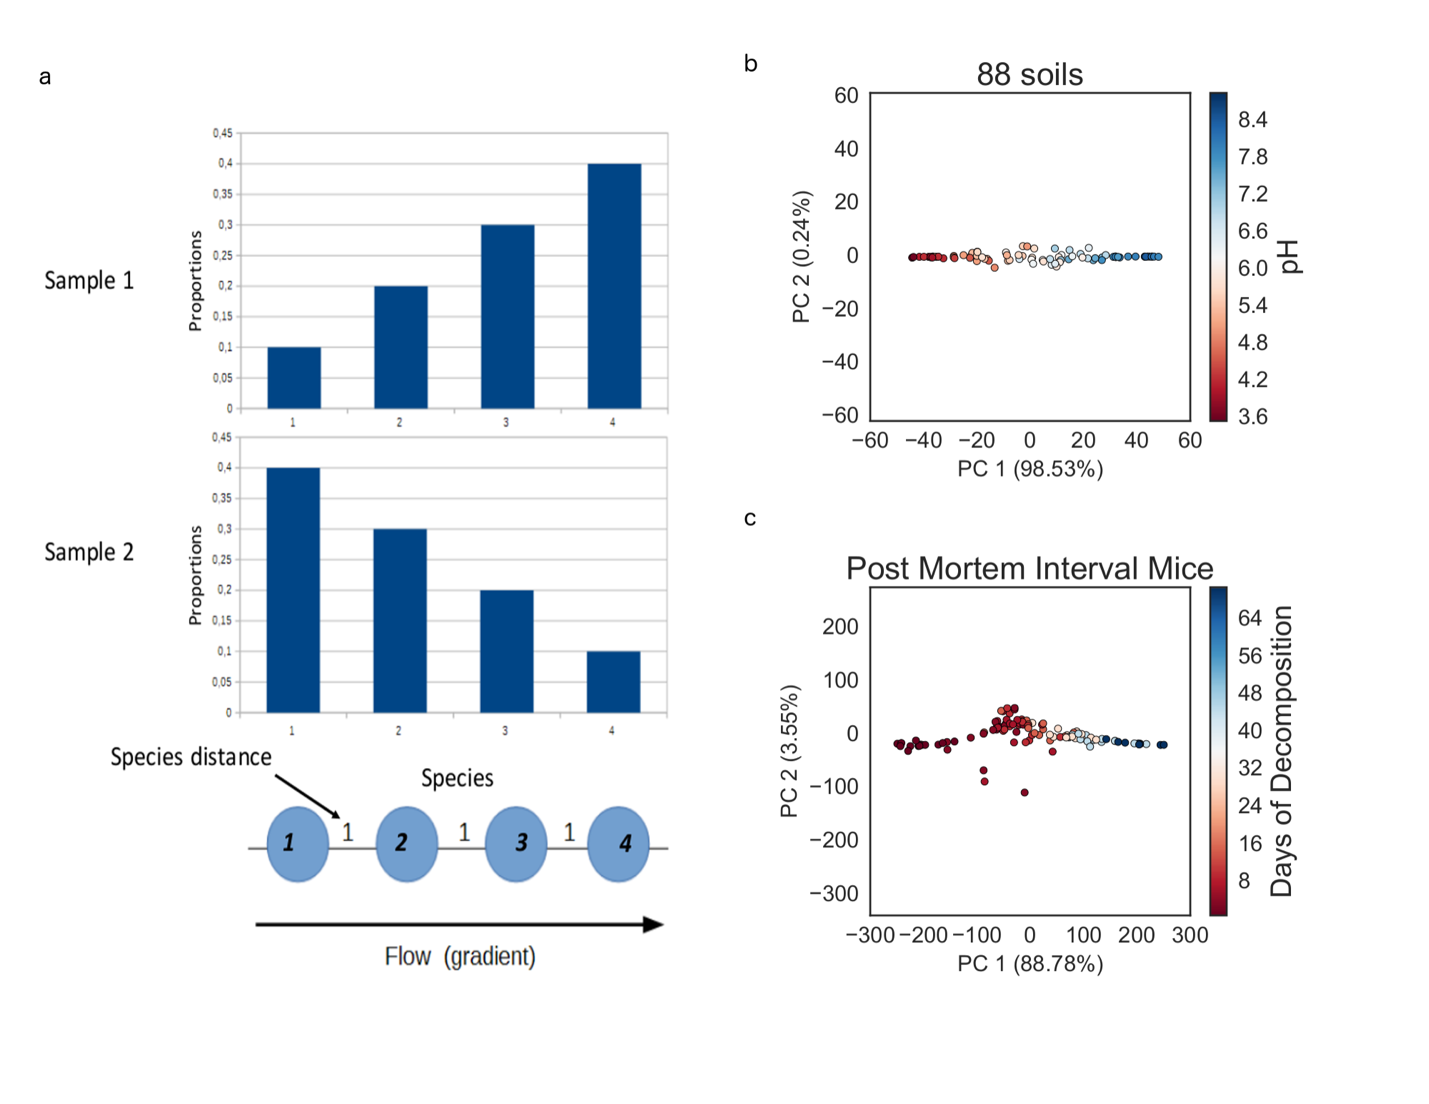 a
Sample 1
Proportions
0,45
0,4
0,35
0,3
0,25
0,2
0,15
0,1
0,05
0
1 2 3 4
Sample 2
Proportions
0,45
0,4
0,35
0,3
0,25
0,2
0,15
0,1
0,05
0
1 2 3 4
Species distance
Species
1 1 2 1 3 1 4
Flow (gradient)
b
88 soils
PC 2 (0.24%)
60
40
20
0
−20
−40
−60
−60 −40 −20 0 20 40 60
PC 1 (98.53%)
8.4
7.8
7.2
6.6
6.0
5.4
4.8
4.2
3.6
pH
c
Post Mortem Interval Mice
PC 2 (3.55%)
200
100
0
−100
−200
−300
−300 −200 −100 0 100 200 300
PC 1 (88.78%)
64
56
48
40
32
24
16
8
Days of Decomposition